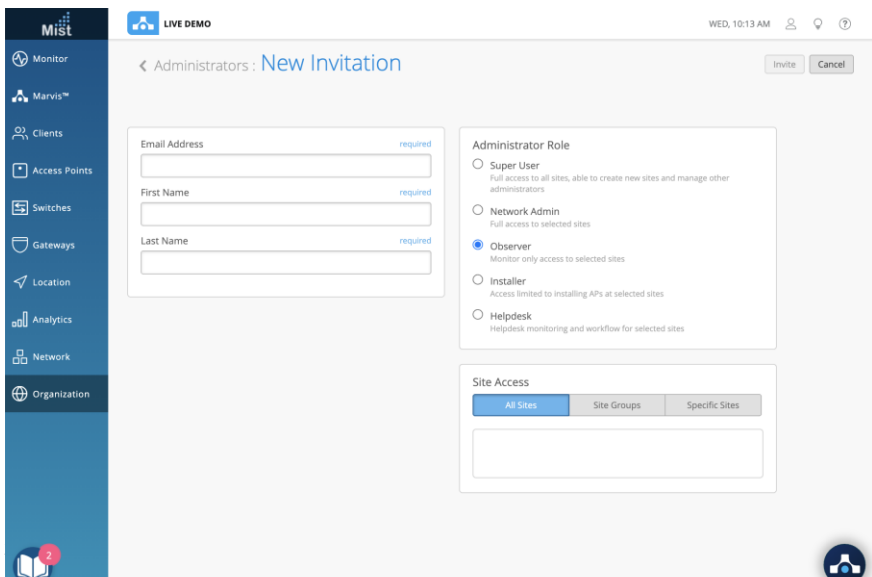 Mist
LIVE DEMO
WED, 10:13 AM
?
Monitor
Marvis™
Clients
Access Points
Switches
Gateways
Location
Analytics
Network
Organization
2
< Administrators : New Invitation
Invite
Cancel
Email Address required
First Name required
Last Name required
Administrator Role
Super User
Full access to all sites, able to create new sites and manage other
administrators
Network Admin
Full access to selected sites
Observer
Monitor only access to selected sites
Installer
Access limited to installing APs at selected sites
Helpdesk
Helpdesk monitoring and workflow for selected sites
Site Access
All Sites
Site Groups
Specific Sites